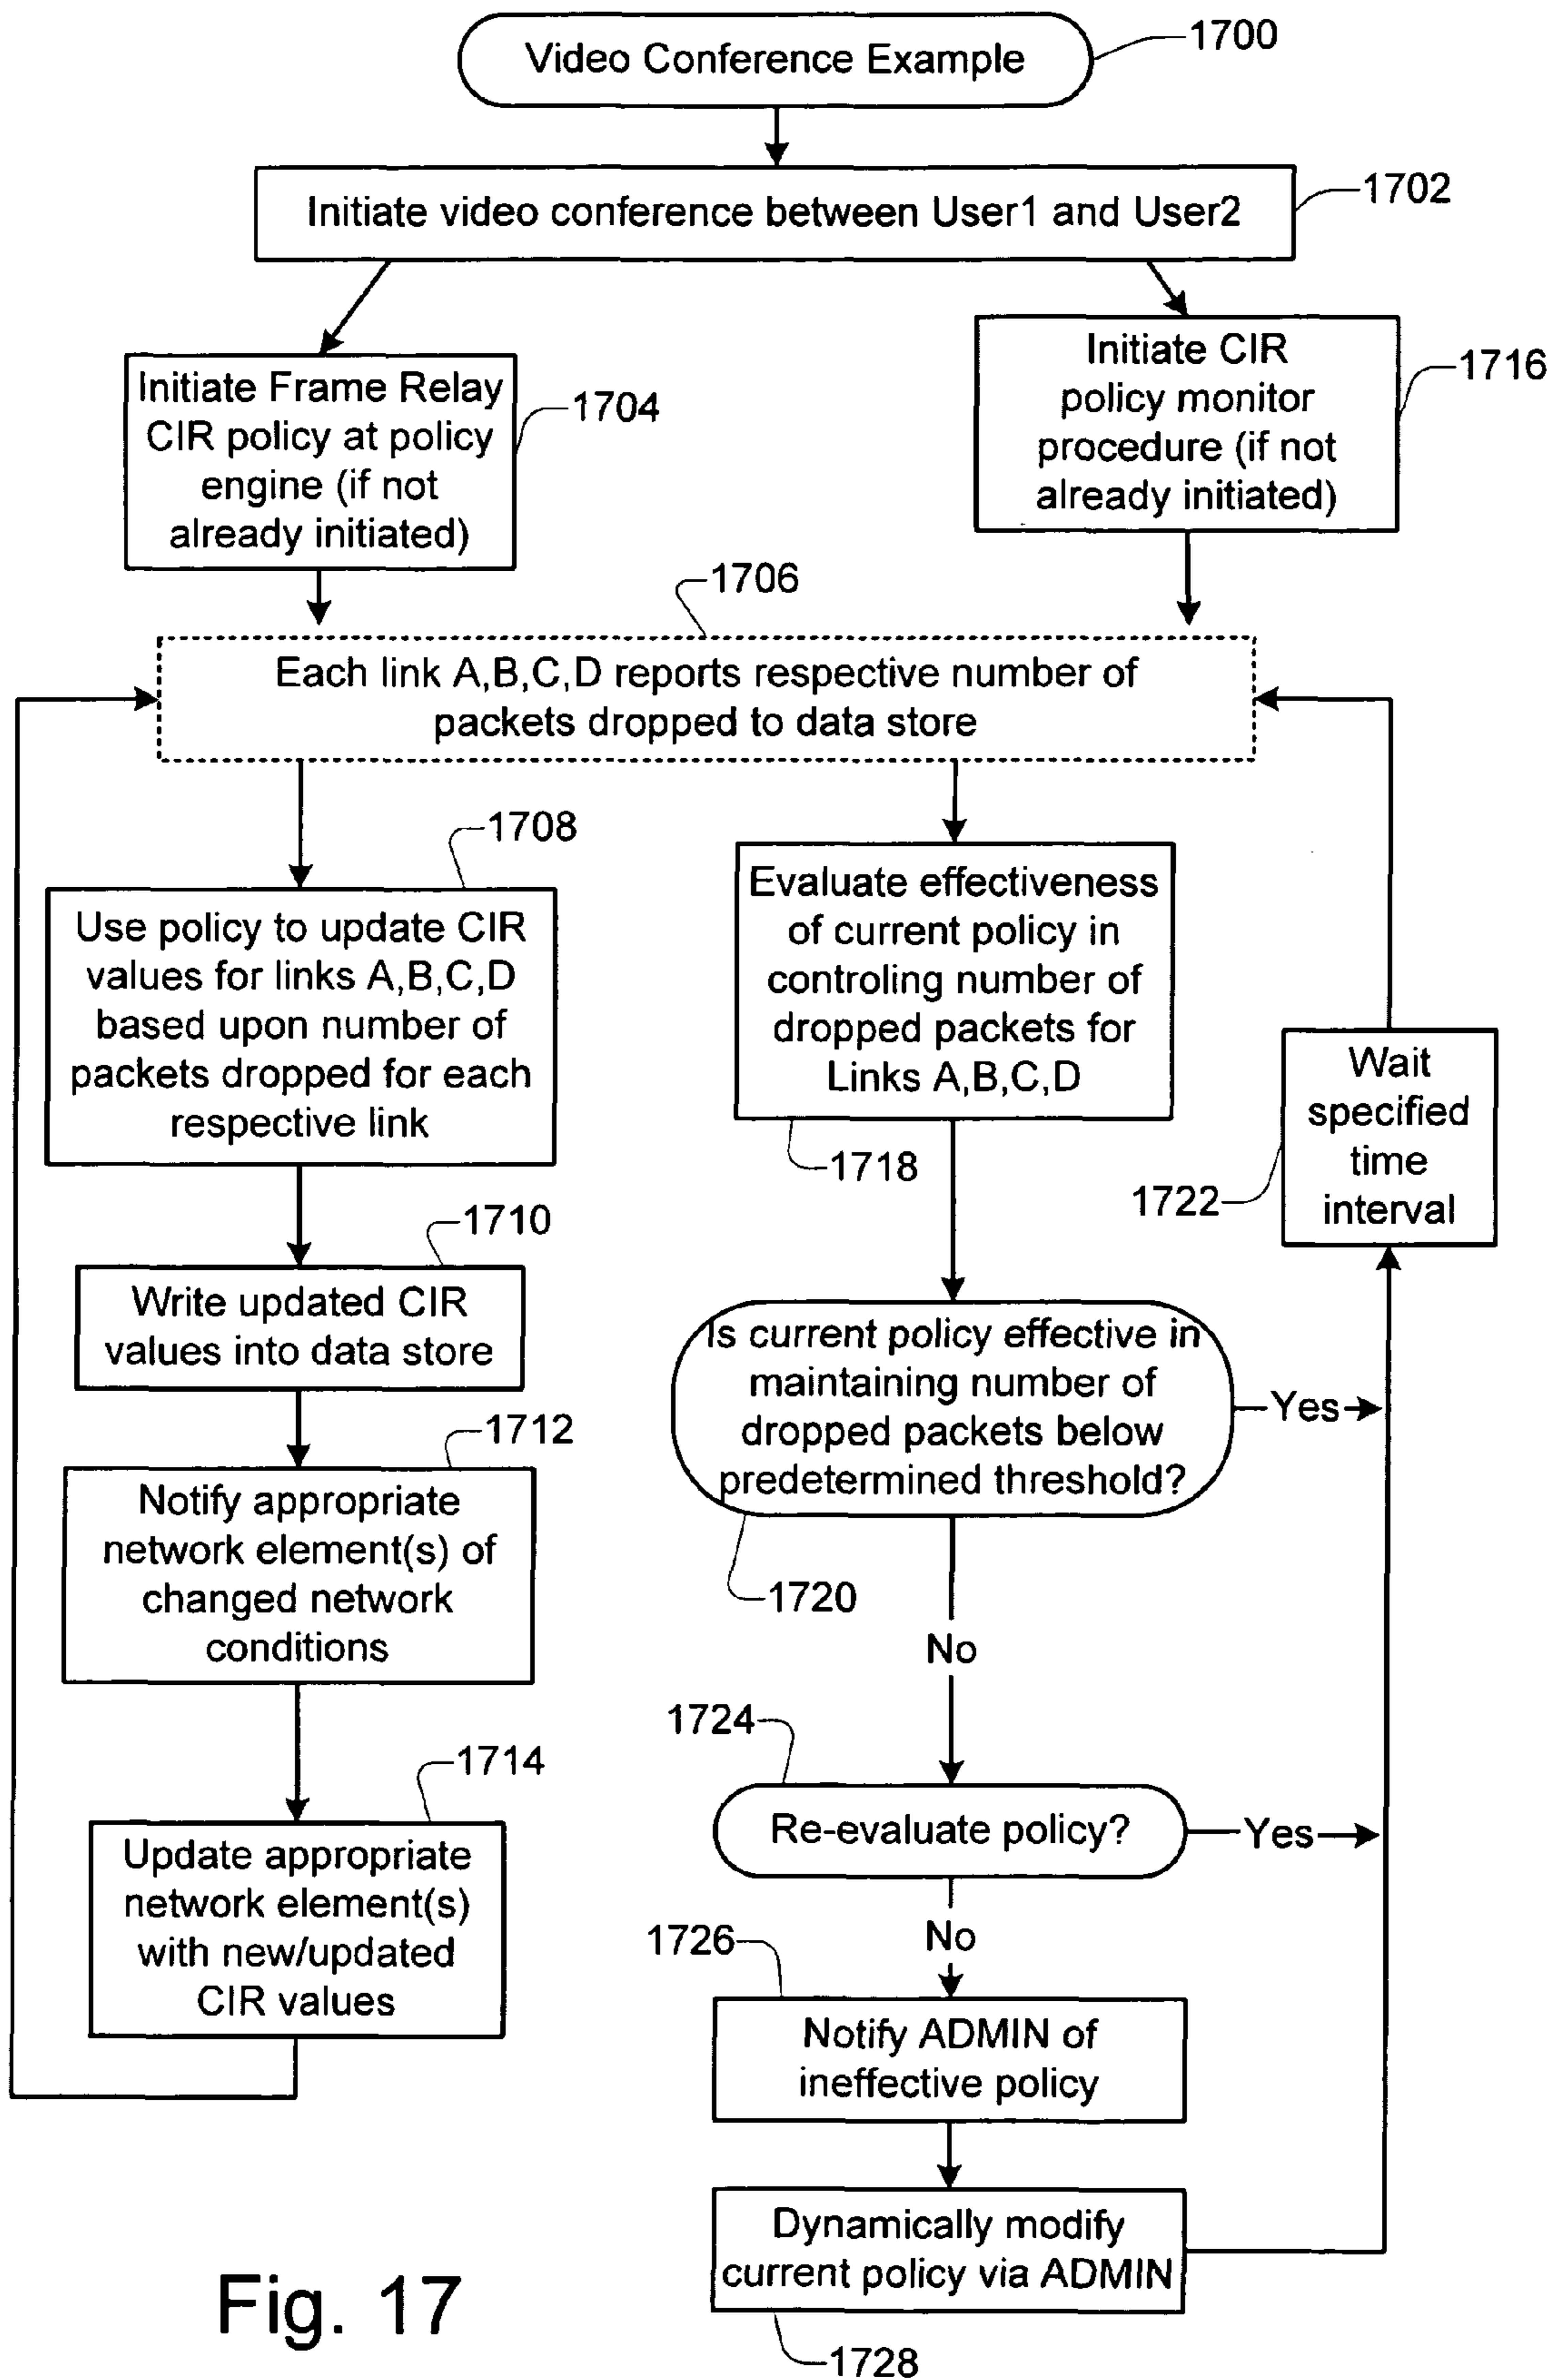 Video Conference Example
1700
Initiate video conference between User1 and User2
1702
Initiate Frame Relay
CIR policy at policy
engine (if not
already initiated)
1704
Initiate CIR
policy monitor
procedure (if not
already initiated)
1716
1706
Each link A,B,C,D reports respective number of
packets dropped to data store
1708
Use policy to update CIR
values for links A,B,C,D
based upon number of
packets dropped for each
respective link
1710
Write updated CIR
values into data store
1712
Notify appropriate
network element(s) of
changed network
conditions
1714
Update appropriate
network element(s)
with new/updated
CIR values
Evaluate effectiveness
of current policy in
controling number of
dropped packets for
Links A,B,C,D
1718
Wait
specified
time
interval
1722
Is current policy effective in
maintaining number of
dropped packets below
predetermined threshold?
Yes
1720
No
1724
Re-evaluate policy?
Yes
No
1726
Notify ADMIN of
ineffective policy
Dynamically modify
current policy via ADMIN
1728
Fig. 17